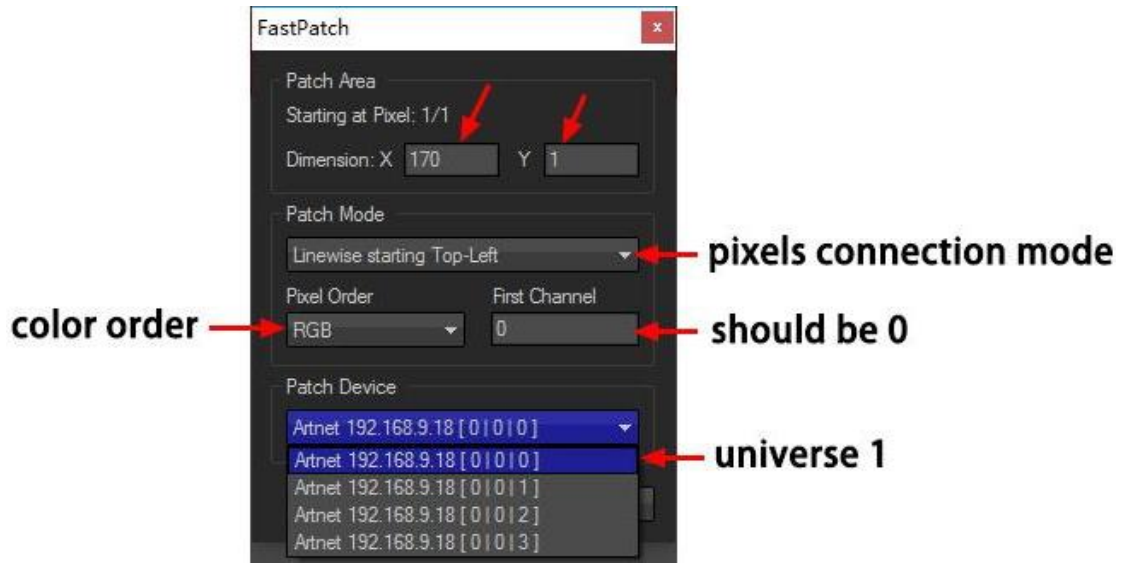 FastPatch
x
Patch Area
Starting at Pixel: 1/1
Dimension: X 170 Y 1
Patch Mode
Linewise starting Top-Left
pixels connection mode
Pixel Order First Channel
color order RGB 0 should be 0
Patch Device
Artnet 192.168.9.18 [ 0 | 0 | 0 ]
Artnet 192.168.9.18 [ 0 | 0 | 0 ]
universe 1
Artnet 192.168.9.18 [ 0 | 0 | 1 ]
Artnet 192.168.9.18 [ 0 | 0 | 2 ]
Artnet 192.168.9.18 [ 0 | 0 | 3 ]